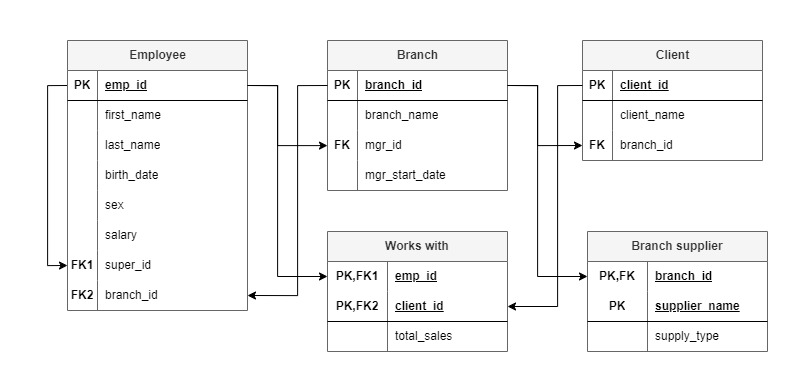 Employee
PK emp_id
first_name
last_name
birth_date
sex
salary
FK1 super_id
FK2 branch_id
Branch
PK branch_id
branch_name
FK mgr_id
mgr_start_date
Client
PK client_id
client_name
FK branch_id
Works with
PK,FK1 emp_id
PK,FK2 client_id
total_sales
Branch supplier
PK,FK branch_id
PK supplier_name
supply_type